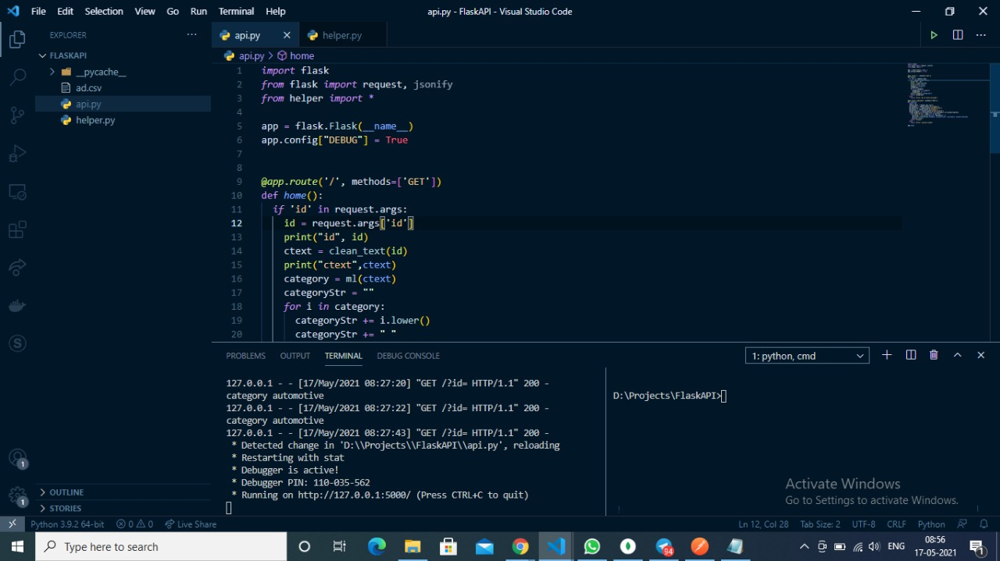 File Edit Selection View Go Run Terminal Help api.py - FlaskAPI - Visual Studio Code
EXPLORER ···
FLASKAPI
__pycache__
ad.csv
api.py
helper.py
OUTLINE
STORIES
api.py helper.py
api.py > home
1 import flask
2 from flask import request, jsonify
3 from helper import *
4
5 app = flask.Flask(__name__)
6 app.config["DEBUG"] = True
7
8
9 @app.route('/', methods=['GET'])
10 def home():
11 if 'id' in request.args:
12 id = request.args['id']
13 print("id", id)
14 ctext = clean_text(id)
15 print("ctext",ctext)
16 category = ml(ctext)
17 categoryStr = ""
18 for i in category:
19 categoryStr += i.lower()
20 categoryStr += " "
PROBLEMS OUTPUT TERMINAL DEBUG CONSOLE 1: python, cmd
127.0.0.1 - - [17/May/2021 08:27:20] "GET /?id= HTTP/1.1" 200 -
category automotive
127.0.0.1 - - [17/May/2021 08:27:22] "GET /?id= HTTP/1.1" 200 -
category automotive
127.0.0.1 - - [17/May/2021 08:27:43] "GET /?id= HTTP/1.1" 200 -
* Detected change in 'D:\\Projects\\FlaskAPI\\api.py', reloading
* Restarting with stat
* Debugger is active!
* Debugger PIN: 110-035-562
* Running on http://127.0.0.1:5000/ (Press CTRL+C to quit)
D:\Projects\FlaskAPI>
Activate Windows
Go to Settings to activate Windows.
1
1
Python 3.9.2 64-bit 0 0 Live Share Ln 12, Col 28 Tab Size: 2 UTF-8 CRLF Python
Type here to search 94 ENG 08:56
17-05-2021 1